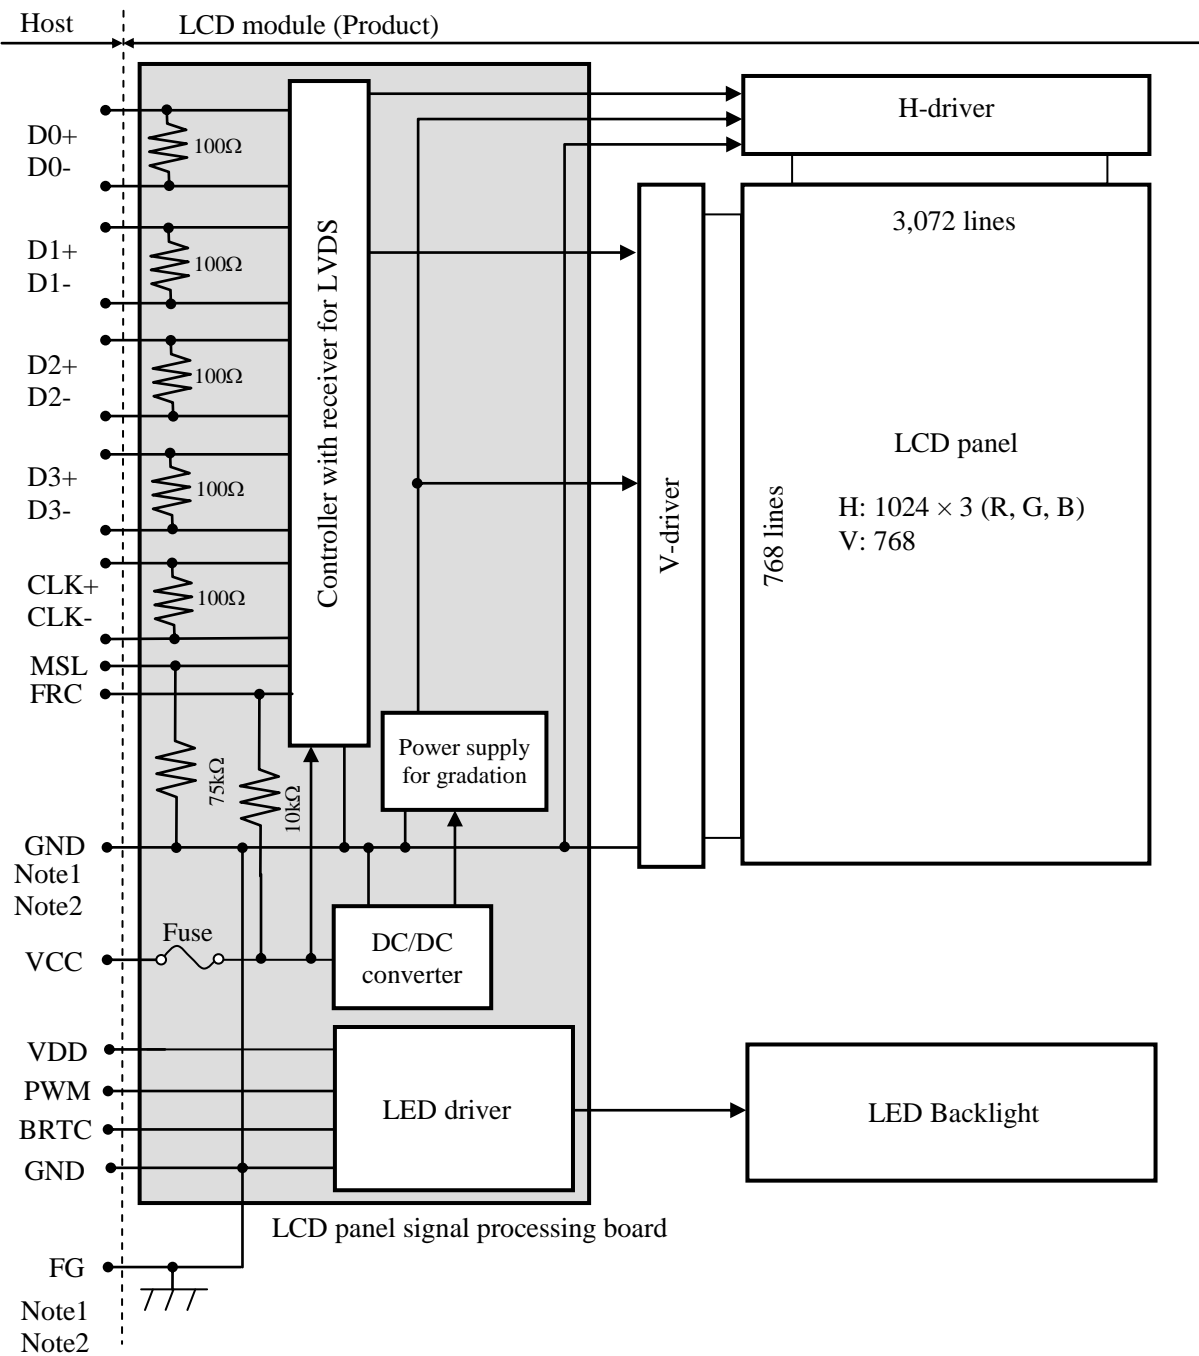 Host
LCD module (Product)
H-driver
D0+
D0-
100Ω
3,072 lines
D1+
D1-
100Ω
Controller with receiver for LVDS
D2+
D2-
100Ω
LCD panel
D3+
D3-
100Ω
V-driver
768 lines
H: 1024 × 3 (R, G, B)
V: 768
CLK+
CLK-
100Ω
MSL
FRC
75kΩ
10kΩ
Power supply
for gradation
GND
Note1
Note2
Fuse
VCC
DC/DC
converter
VDD
PWM
BRTC
GND
LED driver
LED Backlight
LCD panel signal processing board
FG
Note1
Note2